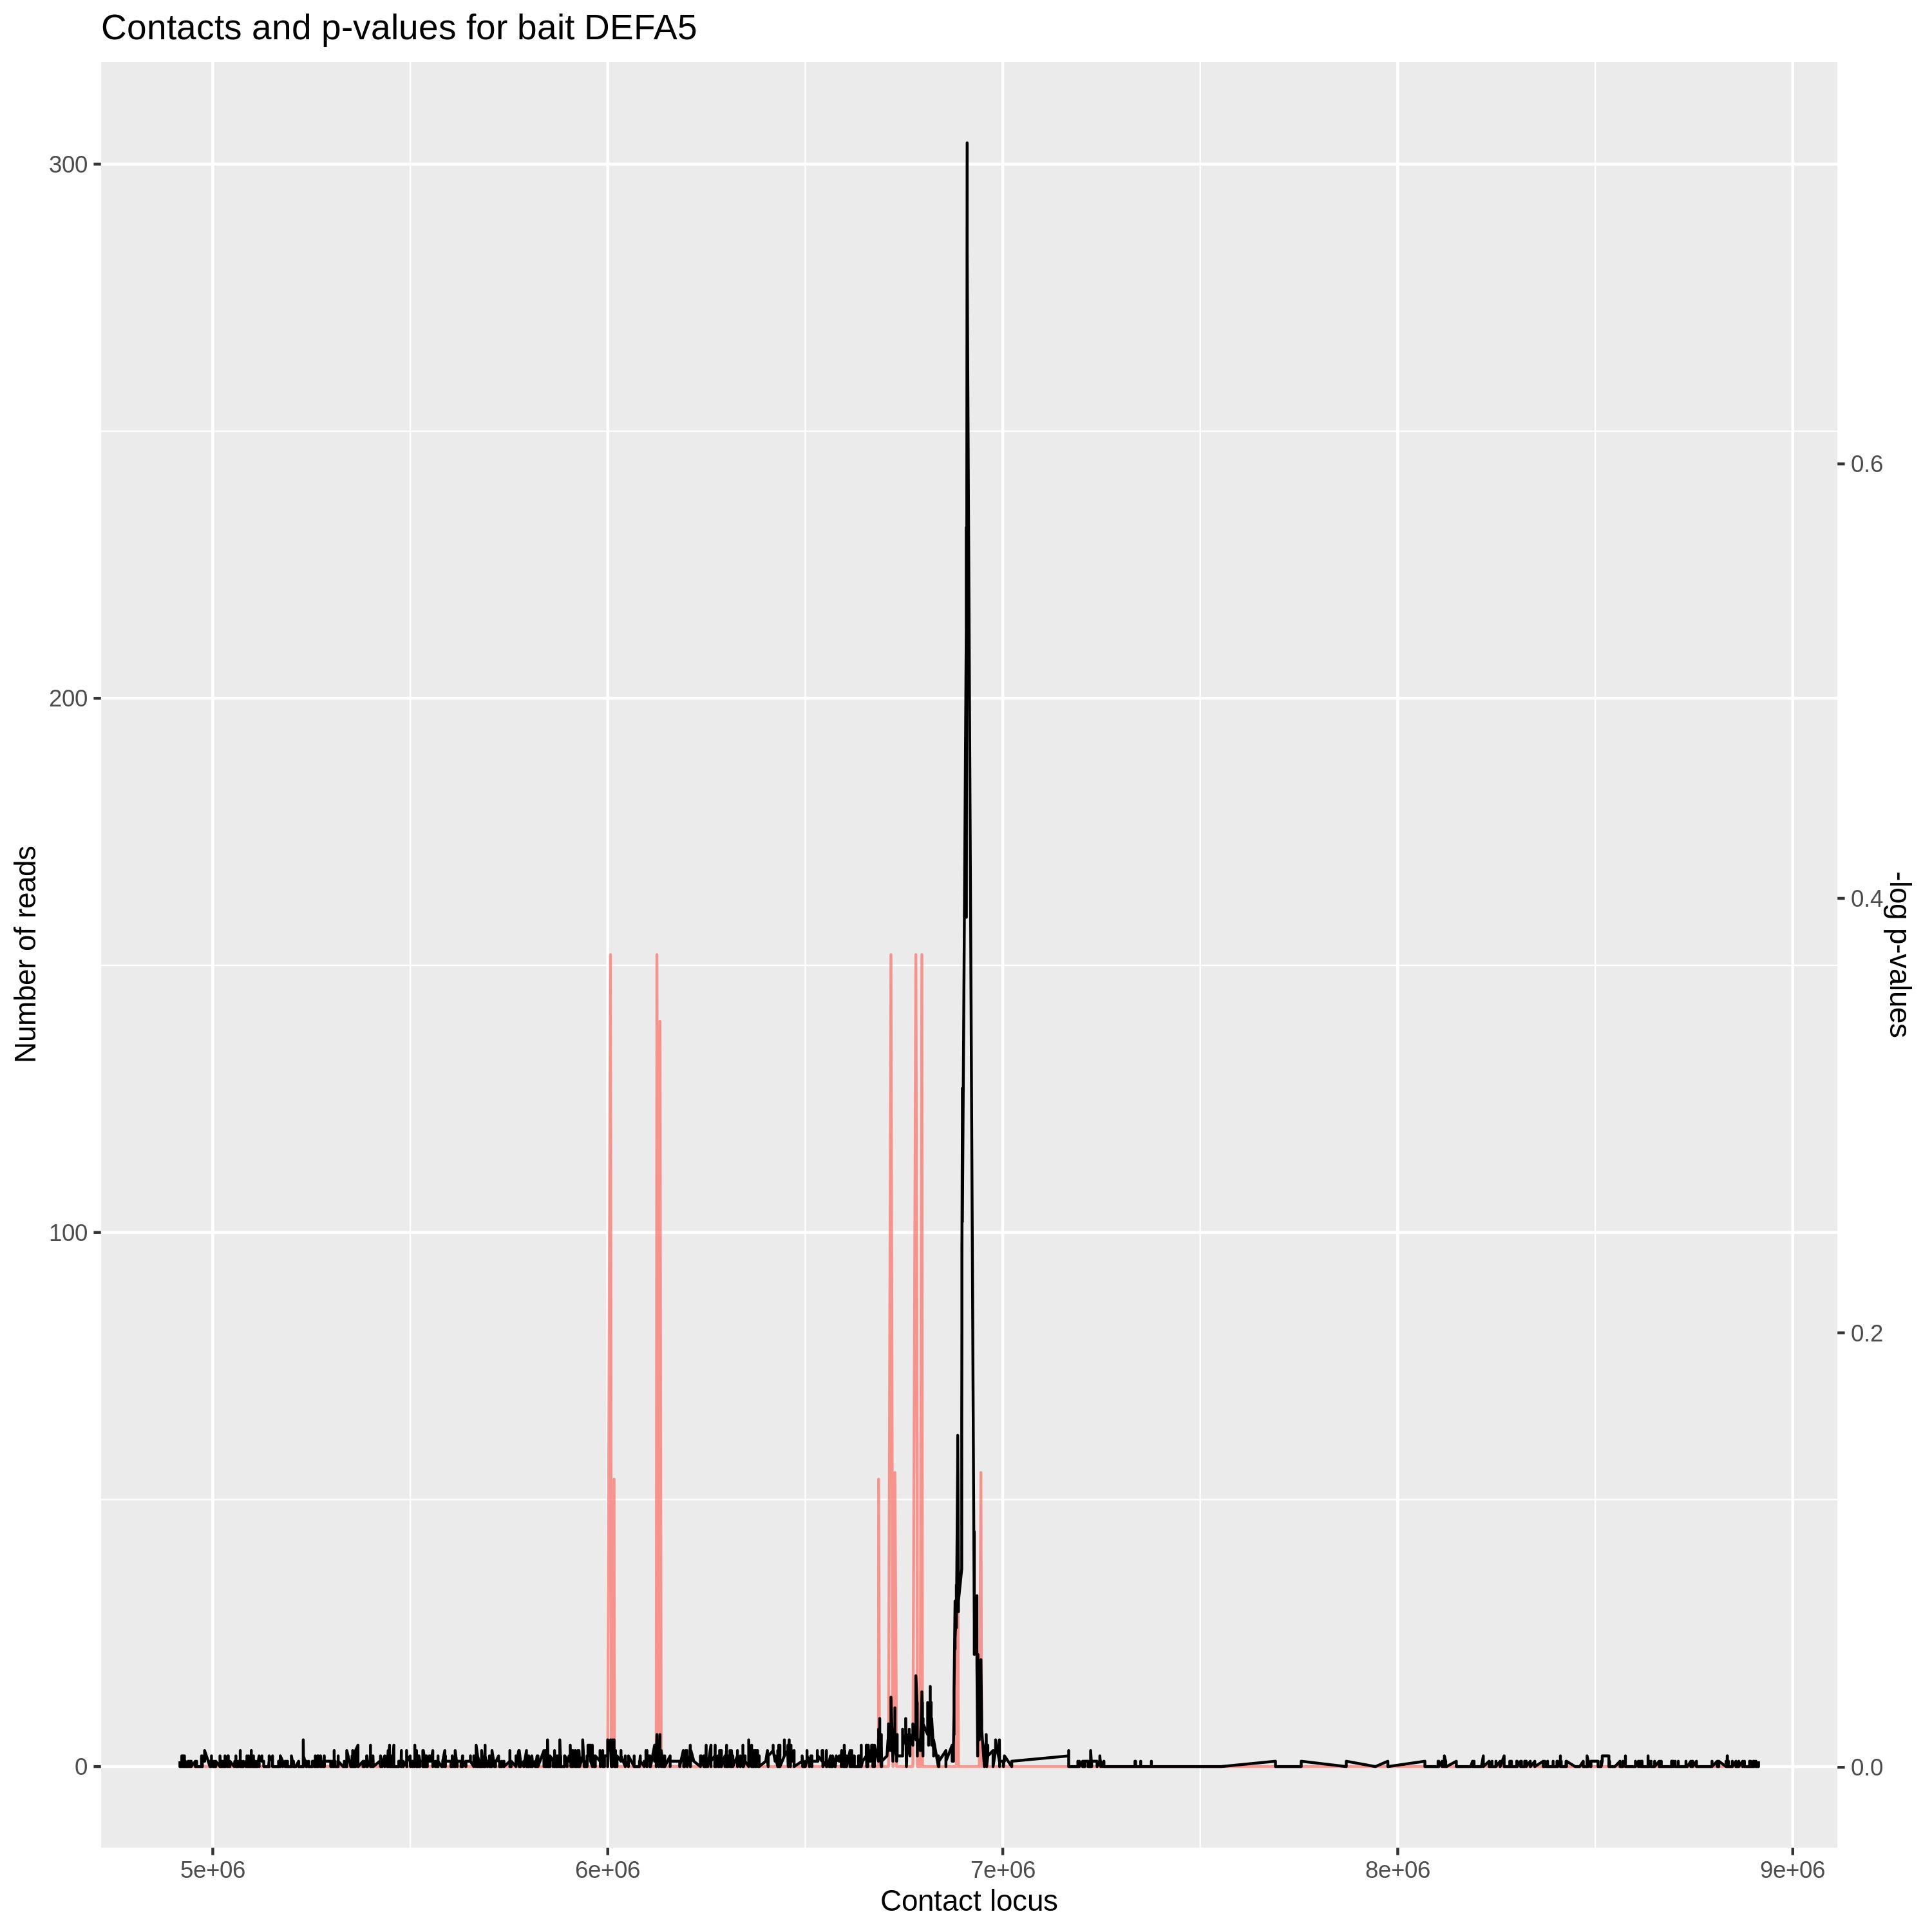 Contacts and p-values for bait DEFA5
300
200
100
0
Number of reads
0.6
0.4
0.2
0.0
-log p-values
5e+06 6e+06 7e+06 8e+06 9e+06
Contact locus